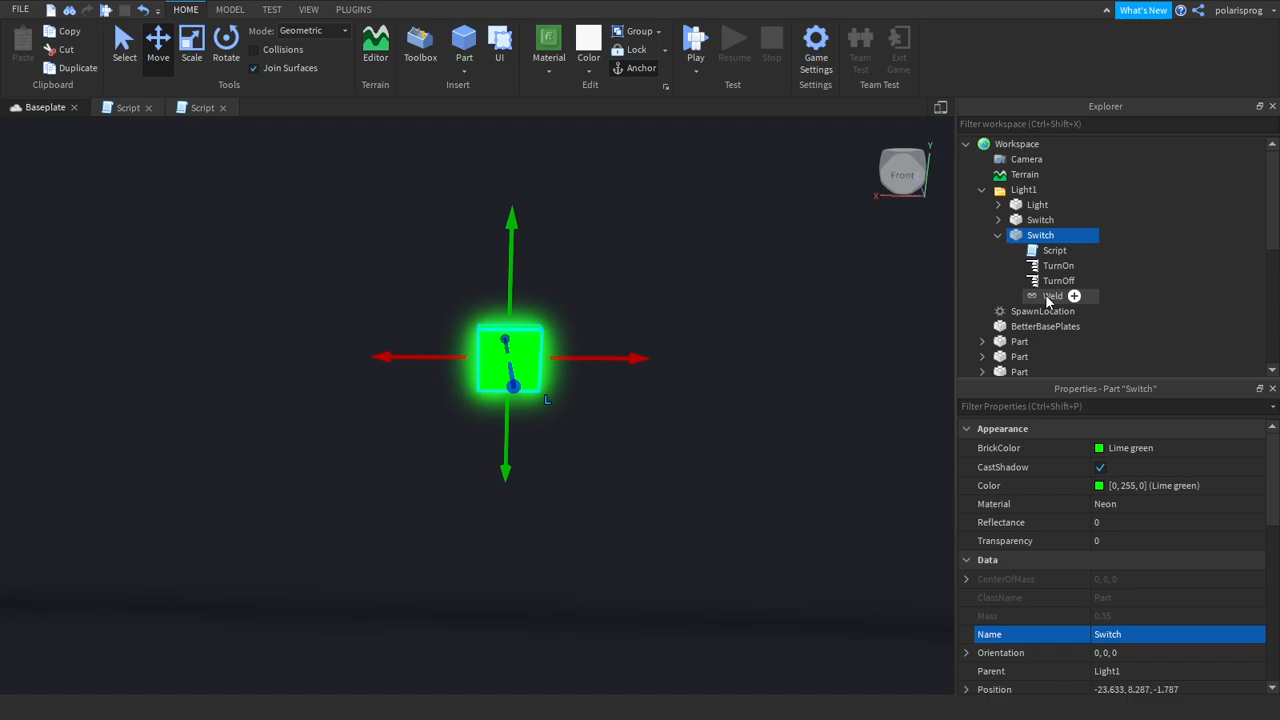 FILE HOME MODEL TEST VIEW PLUGINS What's New polarisprog
Paste Copy Cut Duplicate Clipboard
Select Move Scale Rotate Mode: Geometric Collisions Join Surfaces Tools
Editor Terrain
Toolbox Part UI Insert
Material Color Group Lock Anchor Edit
Play Resume Stop Test
Game Settings Settings
Team Test Exit Game Team Test
Baseplate Script Script
Front
Y
X
L
Explorer
Filter workspace (Ctrl+Shift+X)
Workspace
Camera
Terrain
Light1
Light
Switch
Switch
Script
TurnOn
TurnOff
Weld
SpawnLocation
BetterBasePlates
Part
Part
Part
Properties - Part "Switch"
Filter Properties (Ctrl+Shift+P)
Appearance
BrickColor Lime green
CastShadow
Color [0, 255, 0] (Lime green)
Material Neon
Reflectance 0
Transparency 0
Data
CenterOfMass 0, 0, 0
ClassName Part
Mass 0.35
Name Switch
Orientation 0, 0, 0
Parent Light1
Position -23.633, 8.287, -1.787